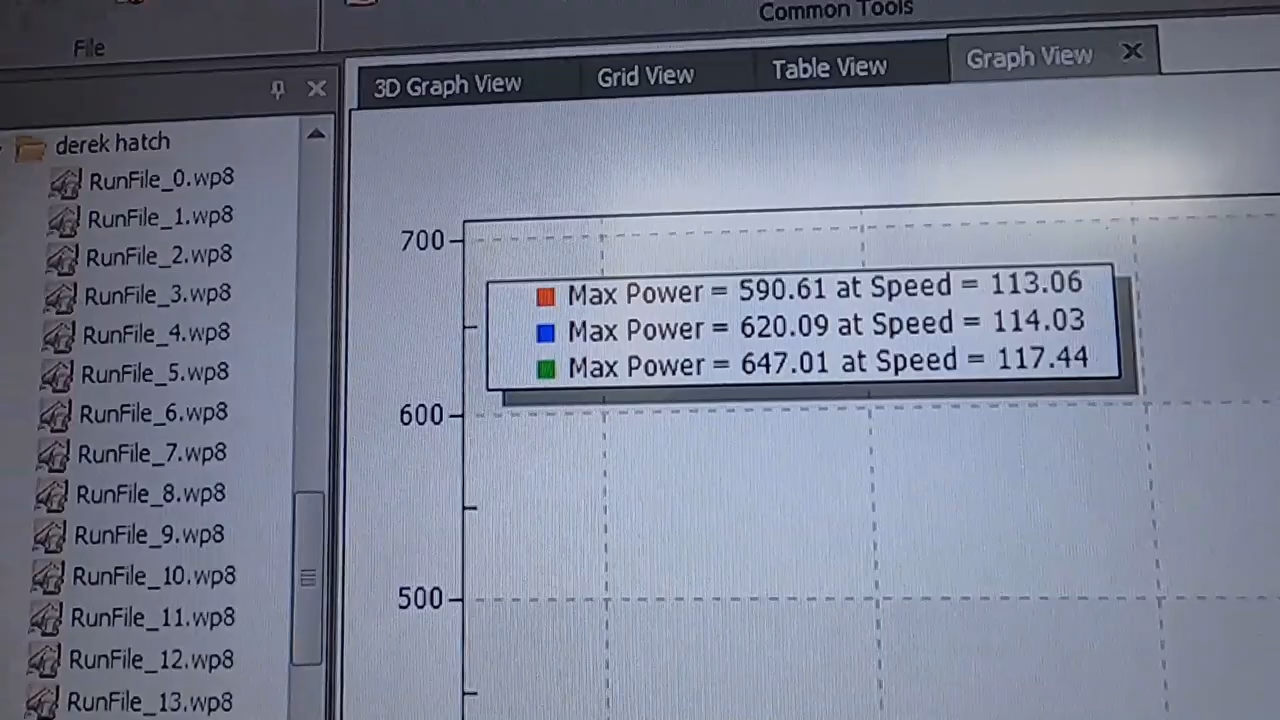 Common Tools
File
3D Graph View
Grid View
Table View
Graph View
derek hatch
RunFile_0.wp8
RunFile_1.wp8
RunFile_2.wp8
RunFile_3.wp8
RunFile_4.wp8
RunFile_5.wp8
RunFile_6.wp8
RunFile_7.wp8
RunFile_8.wp8
RunFile_9.wp8
RunFile_10.wp8
RunFile_11.wp8
RunFile_12.wp8
RunFile_13.wp8
700
Max Power = 590.61 at Speed = 113.06
Max Power = 620.09 at Speed = 114.03
Max Power = 647.01 at Speed = 117.44
600
500